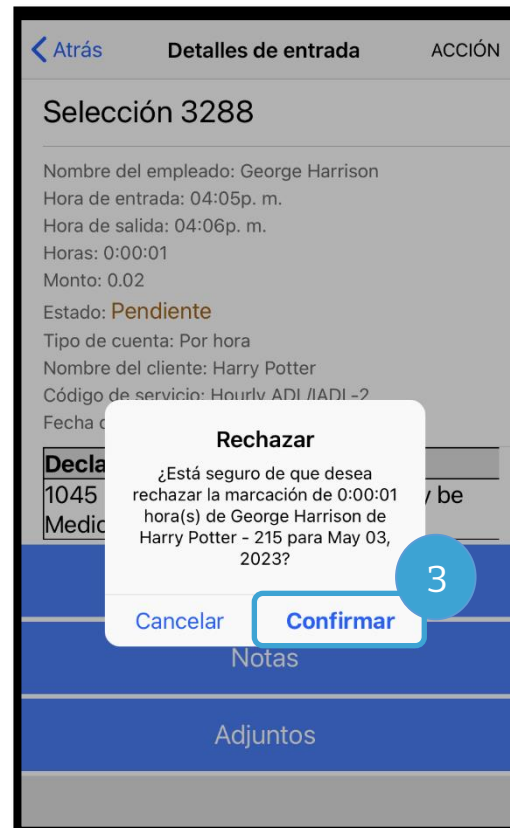 Atrás Detalles de entrada ACCIÓN
Selección 3288
Nombre del empleado: George Harrison
Hora de entrada: 04:05p. m.
Hora de salida: 04:06p. m.
Horas: 0:00:01
Monto: 0.02
Estado: Pendiente
Tipo de cuenta: Por hora
Nombre del cliente: Harry Potter
Código de servicio: Hourly ADL/IADL-2
Fecha
Rechazar
¿Está seguro de que desea
rechazar la marcación de 0:00:01
hora(s) de George Harrison de
Harry Potter - 215 para May 03,
2023?
Cancelar Confirmar
3
1045 be
Notas
Adjuntos